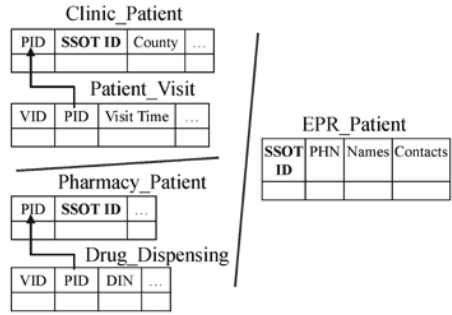 Clinic_Patient
PID SSOT ID County ...
Patient_Visit
VID PID Visit Time ...
Pharmacy_Patient
PID SSOT ID ...
Drug_Dispensing
VID PID DIN ...
EPR_Patient
SSOT PHN Names Contacts
ID